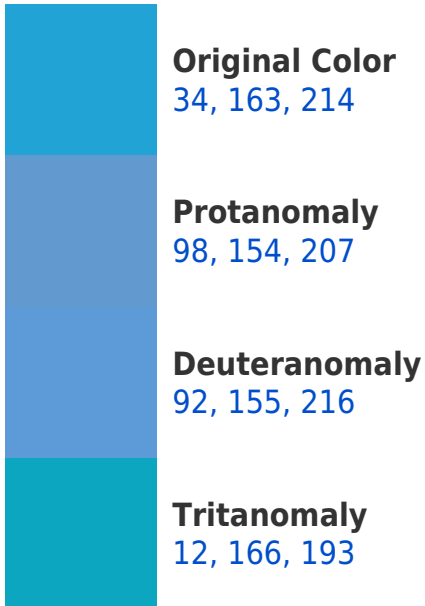 Original Color
34, 163, 214
Protanomaly
98, 154, 207
Deuteranomaly
92, 155, 216
Tritanomaly
12, 166, 193